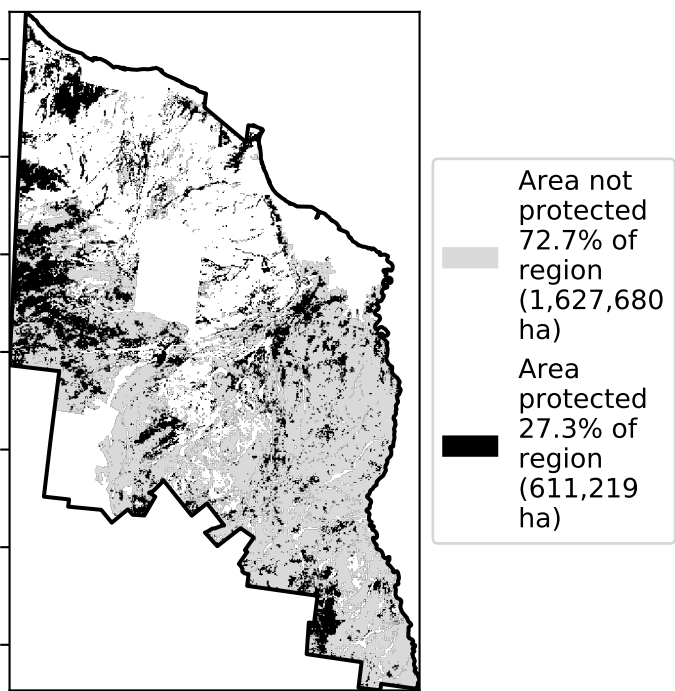 Area not
protected
72.7% of
region
(1,627,680
ha)
Area
protected
27.3% of
region
(611,219
ha)